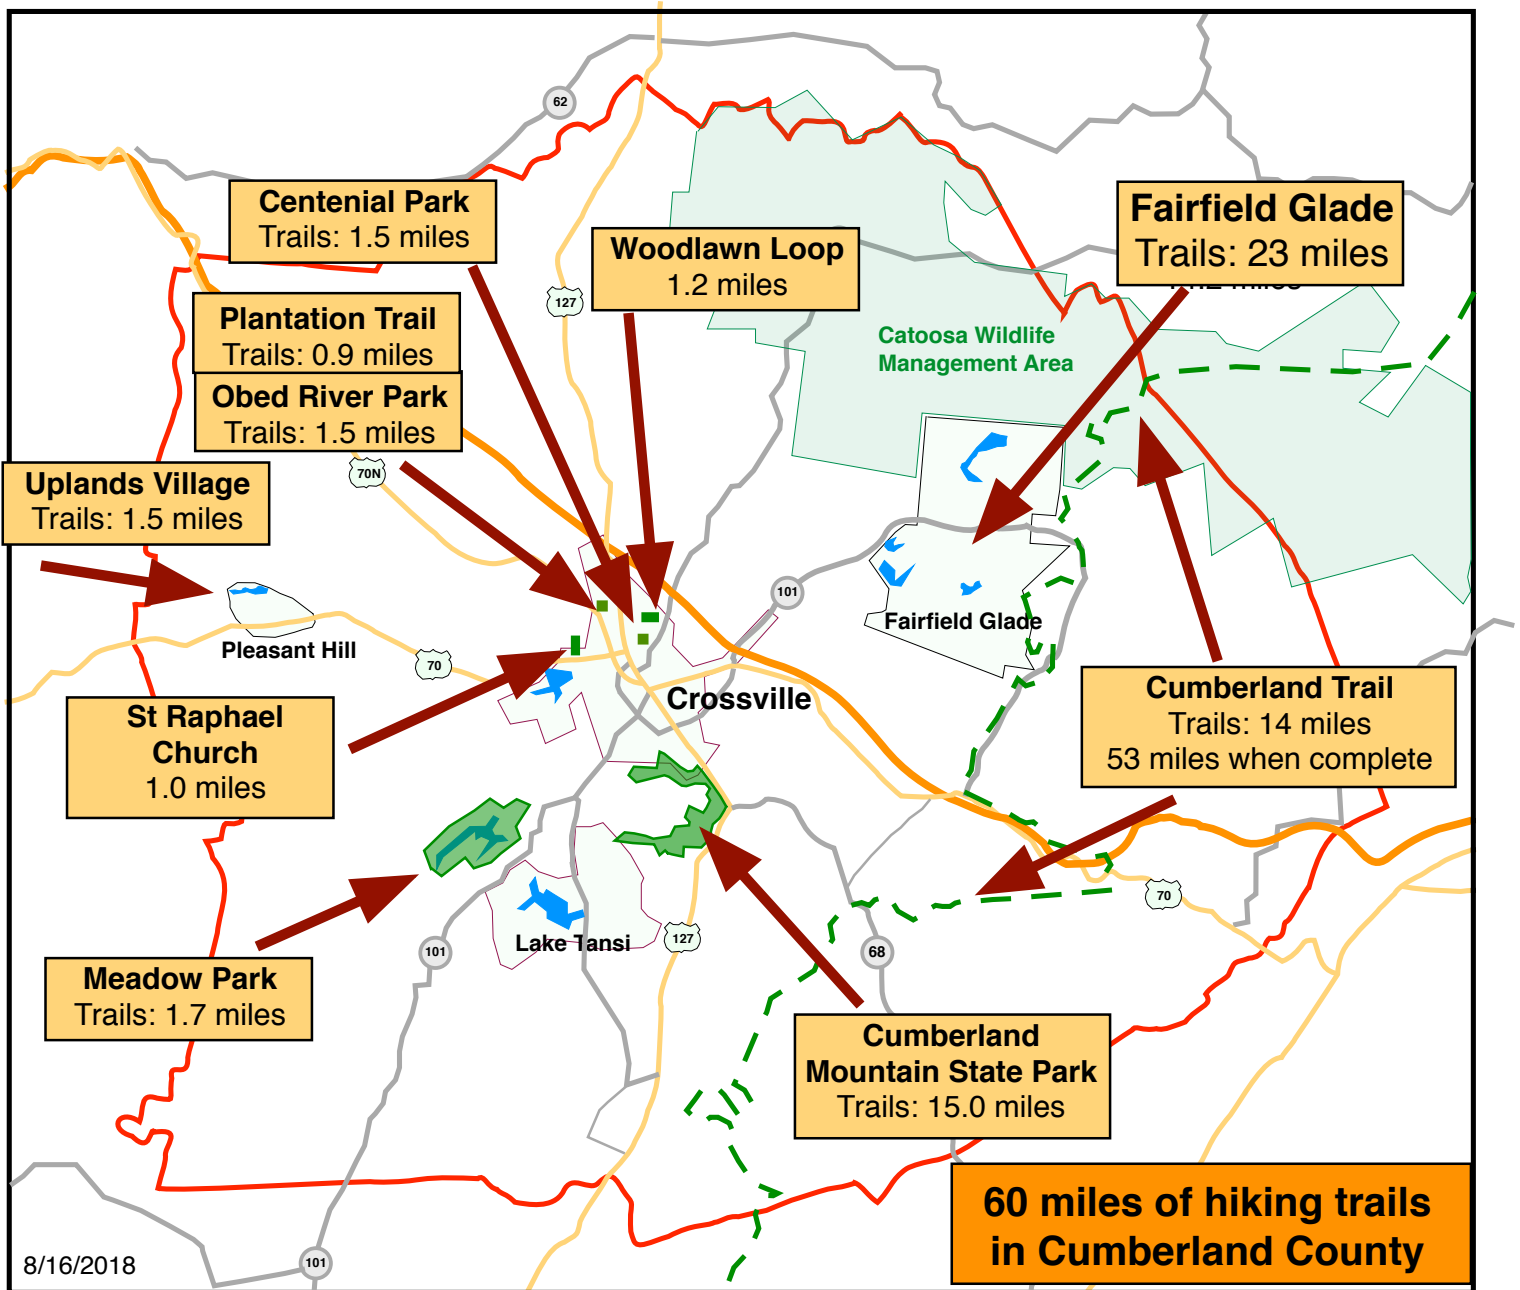 62
Centenial Park
Trails: 1.5 miles
Fairfield Glade
Trails: 23 miles
Woodlawn Loop
1.2 miles
127
Plantation Trail
Trails: 0.9 miles
Catoosa Wildlife
Management Area
Obed River Park
Trails: 1.5 miles
70N
Uplands Village
Trails: 1.5 miles
101
Fairfield Glade
Pleasant Hill
70
Crossville
Cumberland Trail
Trails: 14 miles
53 miles when complete
St Raphael
Church
1.0 miles
70
Lake Tansi
127
101
68
Meadow Park
Trails: 1.7 miles
Cumberland
Mountain State Park
Trails: 15.0 miles
60 miles of hiking trails
in Cumberland County
8/16/2018
101